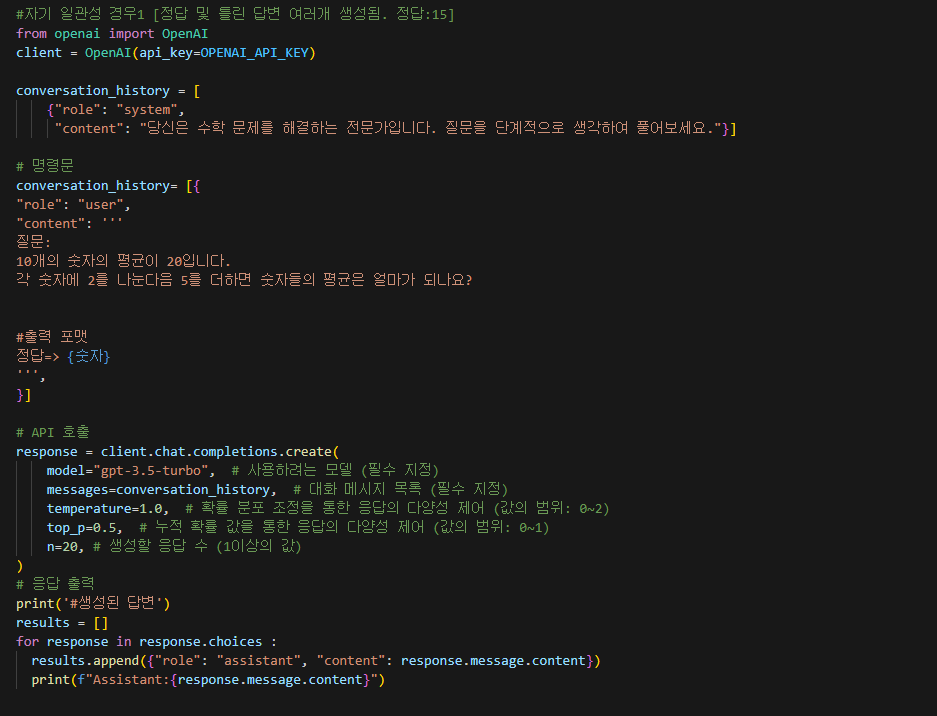 #자기 일관성 경우1 [정답 및 틀린 답변 여러개 생성됨. 정답:15]
from openai import OpenAI
client = OpenAI(api_key=OPENAI_API_KEY)
conversation_history = [
{"role": "system",
"content": "당신은 수학 문제를 해결하는 전문가입니다. 질문을 단계적으로 생각하여 풀어보세요."}]
# 명령문
conversation_history= [{
"role": "user",
"content": '''
질문:
10개의 숫자의 평균이 20입니다.
각 숫자에 2를 나눈다음 5를 더하면 숫자들의 평균은 얼마가 되나요?
#출력 포맷
정답=> {숫자}
''',
}]
# API 호출
response = client.chat.completions.create(
model="gpt-3.5-turbo",  # 사용하려는 모델 (필수 지정)
messages=conversation_history,  # 대화 메시지 목록 (필수 지정)
temperature=1.0,  # 확률 분포 조정을 통한 응답의 다양성 제어 (값의 범위: 0~2)
top_p=0.5,  # 누적 확률 값을 통한 응답의 다양성 제어 (값의 범위: 0~1)
n=20, # 생성할 응답 수 (1이상의 값)
)
# 응답 출력
print('#생성된 답변')
results = []
for response in response.choices :
results.append({"role": "assistant", "content": response.message.content})
print(f"Assistant:{response.message.content}")